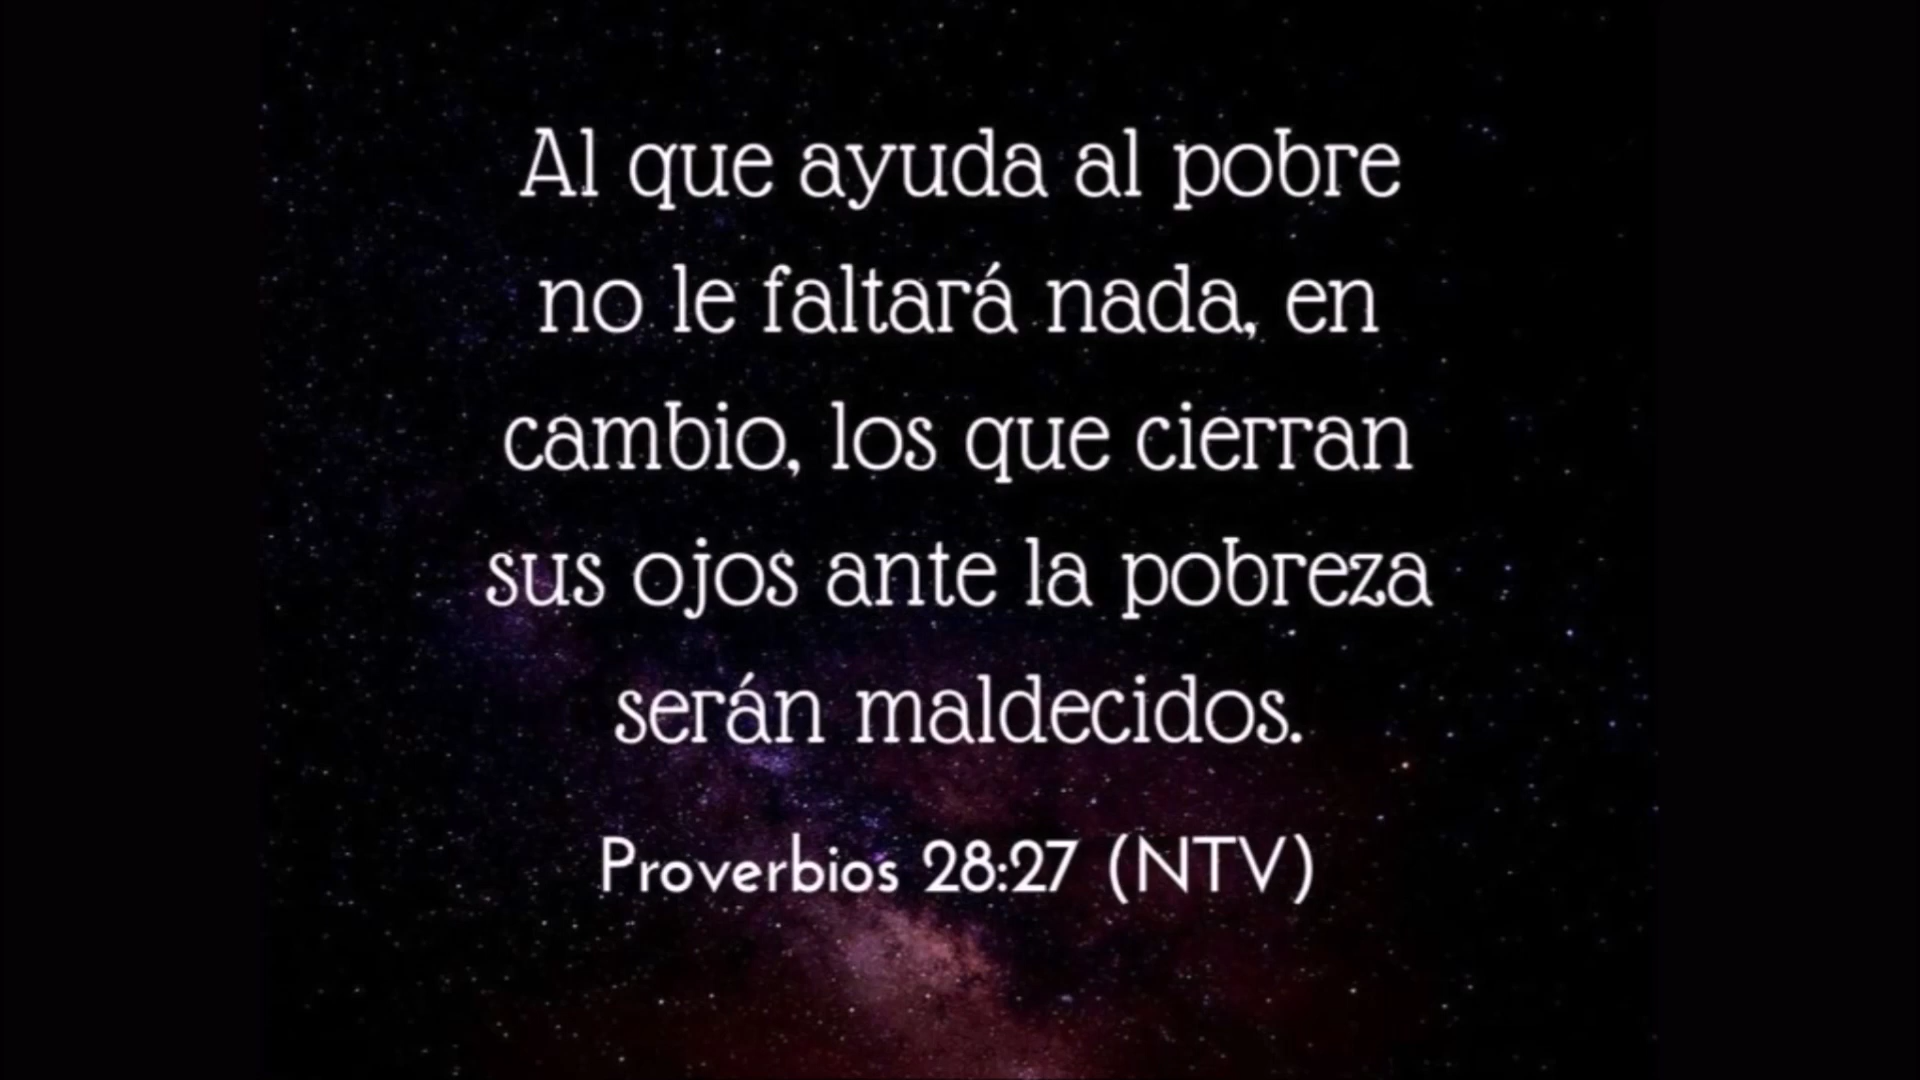 Al que ayuda al pobre
no le faltará nada, en
cambio, los que cierran
sus ojos ante la pobreza
serán maldecidos.
Proverbios 28:27 (NTV)